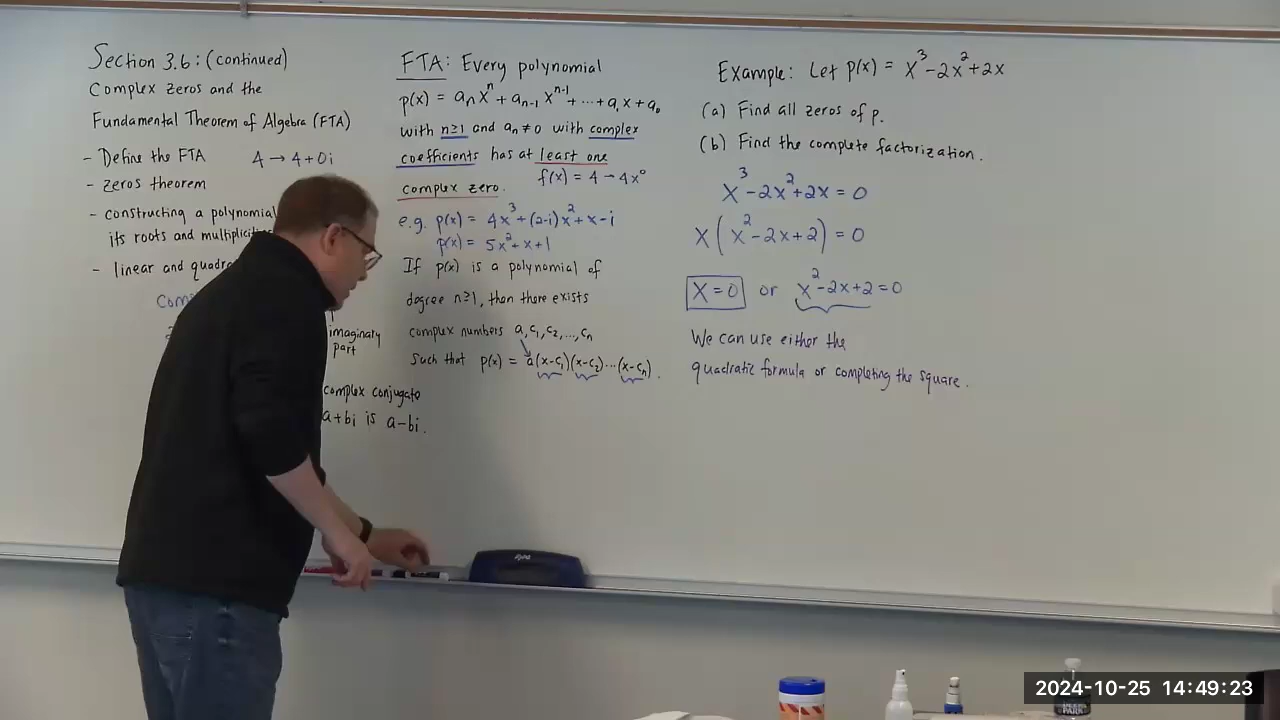 Section 3.6: (continued)
Complex Zeros and the
Fundamental Theorem of Algebra (FTA)
- Define the FTA 4 → 4+0i
- zeros theorem
- constructing a polynomial
its roots and
- linear and
imaginary
part
complex conjugate
a+bi is a-bi.
FTA: Every polynomial
p(x) = aₙxⁿ + aₙ₋₁xⁿ⁻¹ + ... + a₁x + a₀
with n≥1 and aₙ≠0 with complex
coefficients has at least one
complex zero. f(x) = 4 → 4x⁰
e.g. p(x) = 4x³+(2-i)x²+x-i
p(x) = 5x²+x+1
If p(x) is a polynomial of
degree n≥1, then there exists
complex numbers a, c₁, c₂, ..., cₙ
such that p(x) = a(x-c₁)(x-c₂)...(x-cₙ).
Example: Let p(x) = x³-2x²+2x
(a) Find all zeros of p.
(b) Find the complete factorization.
x³-2x²+2x = 0
x(x²-2x+2) = 0
x=0 or x²-2x+2=0
We can use either the
quadratic formula or completing the square.
expo
2024-10-25 14:49:23